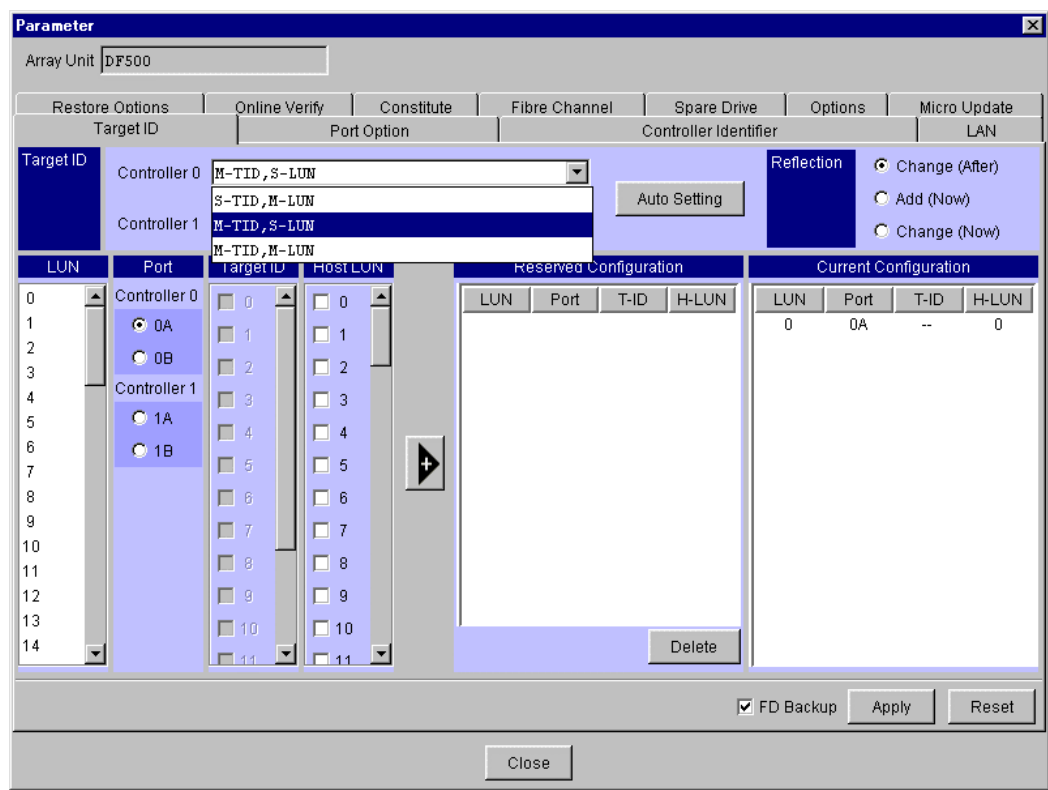 Parameter
Array Unit DF500
Restore Options Online Verify Constitute Fibre Channel Spare Drive Options Micro Update
Target ID Port Option Controller Identifier LAN
Target ID Controller 0 M-TID,S-LUN
S-TID,M-LUN
Controller 1 M-TID,S-LUN
M-TID,M-LUN
Auto Setting
Reflection Change (After)
Add (Now)
Change (Now)
LUN Port Target ID Host LUN Reserved Configuration Current Configuration
0
1
2
3
4
5
6
7
8
9
10
11
12
13
14
Controller 0
0A
0B
Controller 1
1A
1B
0
1
2
3
4
5
6
7
8
9
10
11
0
1
2
3
4
5
6
7
8
9
10
11
LUN Port T-ID H-LUN
Delete
LUN Port T-ID H-LUN
0 0A -- 0
FD Backup Apply Reset
Close